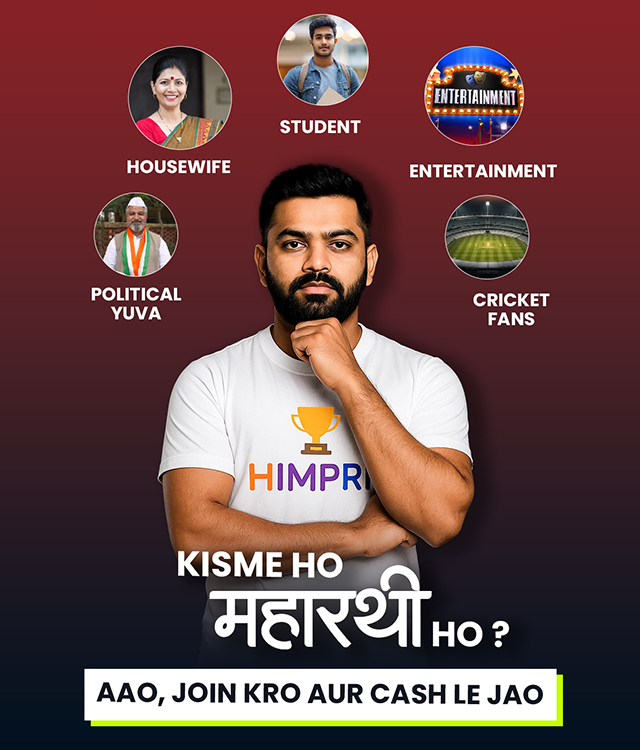 STUDENT
HOUSEWIFE
ENTERTAINMENT
ENTERTAINMENT
POLITICAL
YUVA
CRICKET
FANS
HIMPRI
KISME HO
महारथी HO ?
AAO, JOIN KRO AUR CASH LE JAO